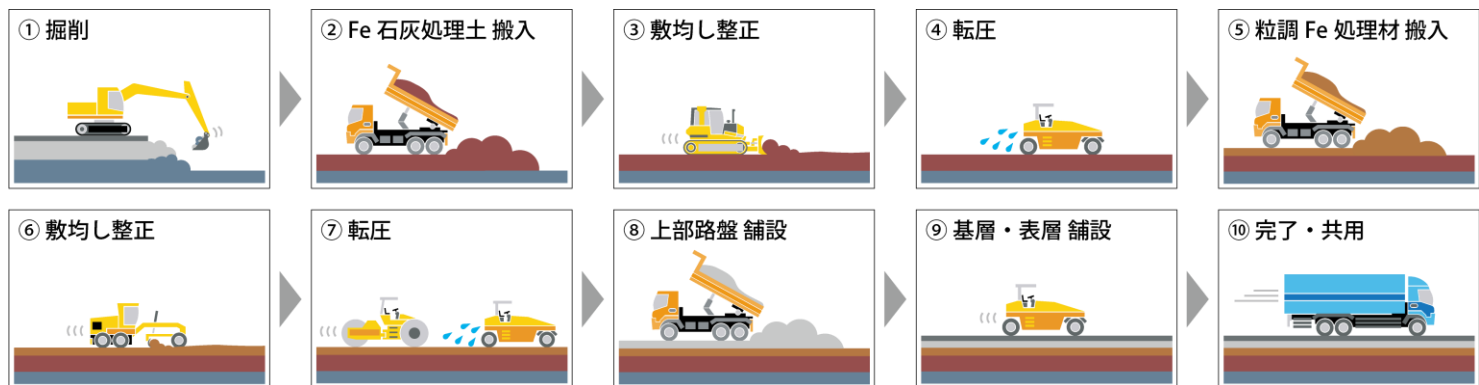 ① 掘削
② Fe 石灰処理土 搬入
③ 敷均し整正
④ 転圧
⑤ 粒調 Fe 処理材 搬入
⑥ 敷均し整正
⑦ 転圧
⑧ 上部路盤 舗設
⑨ 基層・表層 舗設
⑩ 完了・共用